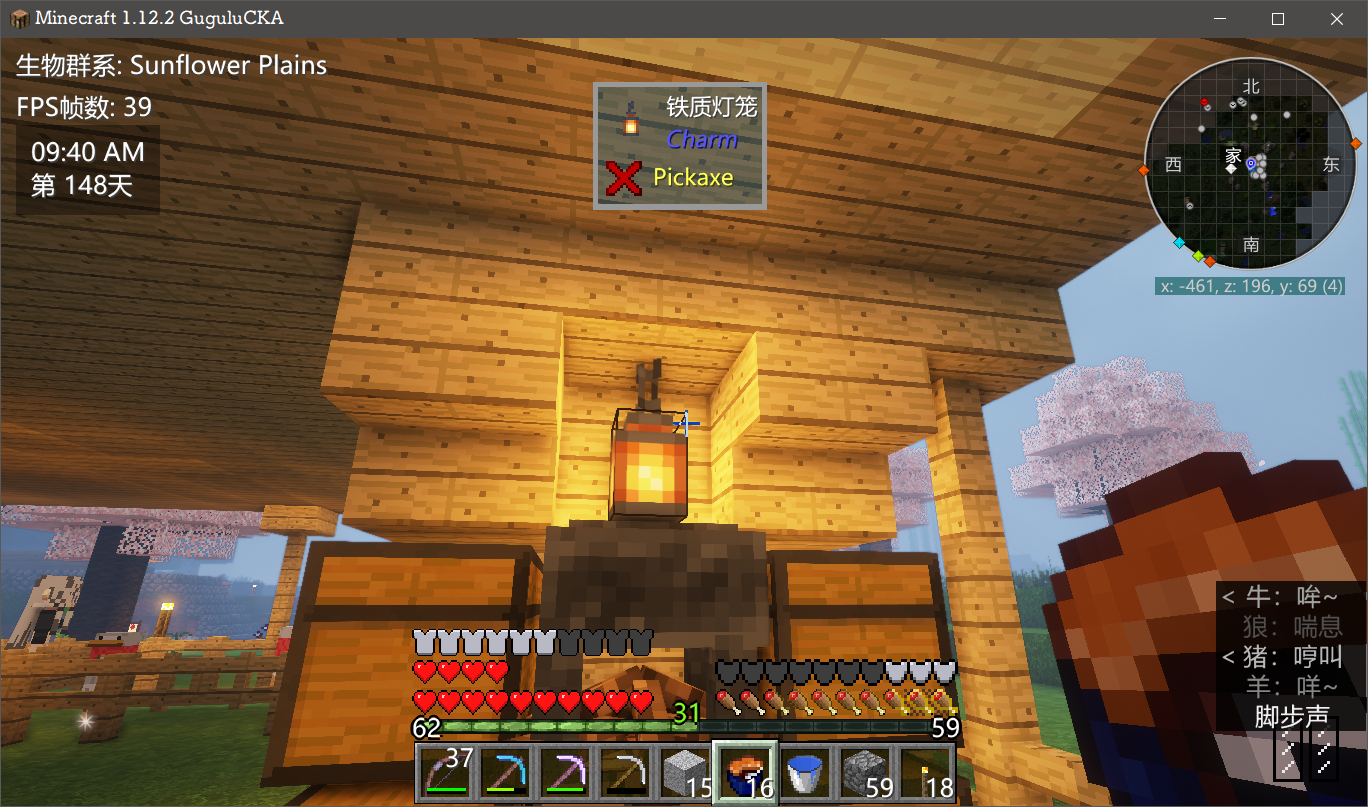 Minecraft 1.12.2 GuguluCKA
生物群系: Sunflower Plains
FPS帧数: 39
09:40 AM
第 148天
铁质灯笼
Charm
Pickaxe
北
西
家
东
南
x: -461, z: 196, y: 69 (4)
< 牛: 哞~
狼: 喘息
< 猪: 哼叫
羊: 咩~
脚步声
62
31
59
37
15
16
59
18